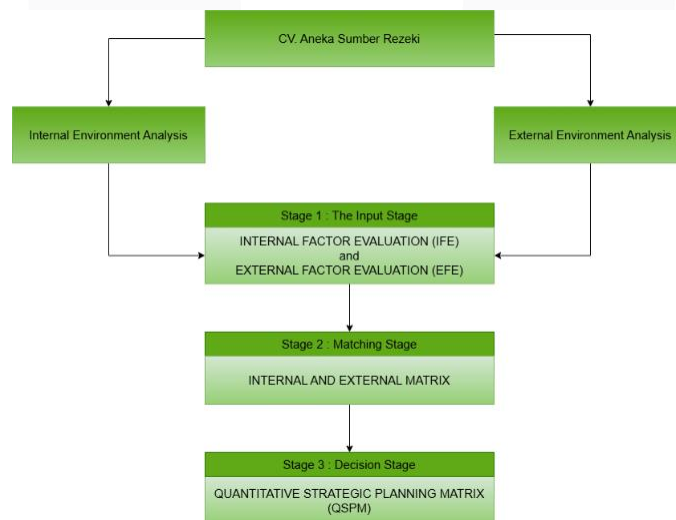 CV. Aneka Sumber Rezeki
Internal Environment Analysis
External Environment Analysis
Stage 1 : The Input Stage
INTERNAL FACTOR EVALUATION (IFE)
and
EXTERNAL FACTOR EVALUATION (EFE)
Stage 2 : Matching Stage
INTERNAL AND EXTERNAL MATRIX
Stage 3 : Decision Stage
QUANTITATIVE STRATEGIC PLANNING MATRIX
(QSPM)